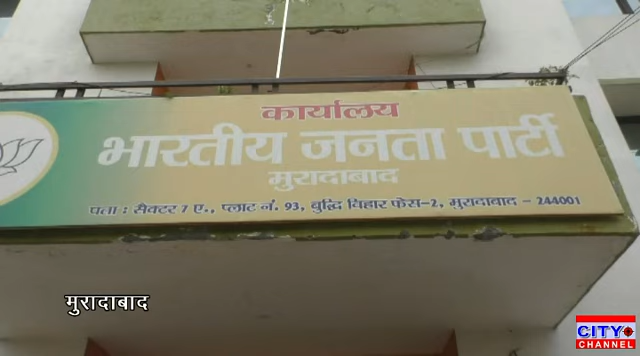 कार्यालय
भारतीय जनता पार्टी
मुरादाबाद
पता : सैक्टर 7 ए., प्लाट नं. 93, बुद्धि विहार फेस-2, मुरादाबाद - 244001
मुरादाबाद
CITY
CHANNEL